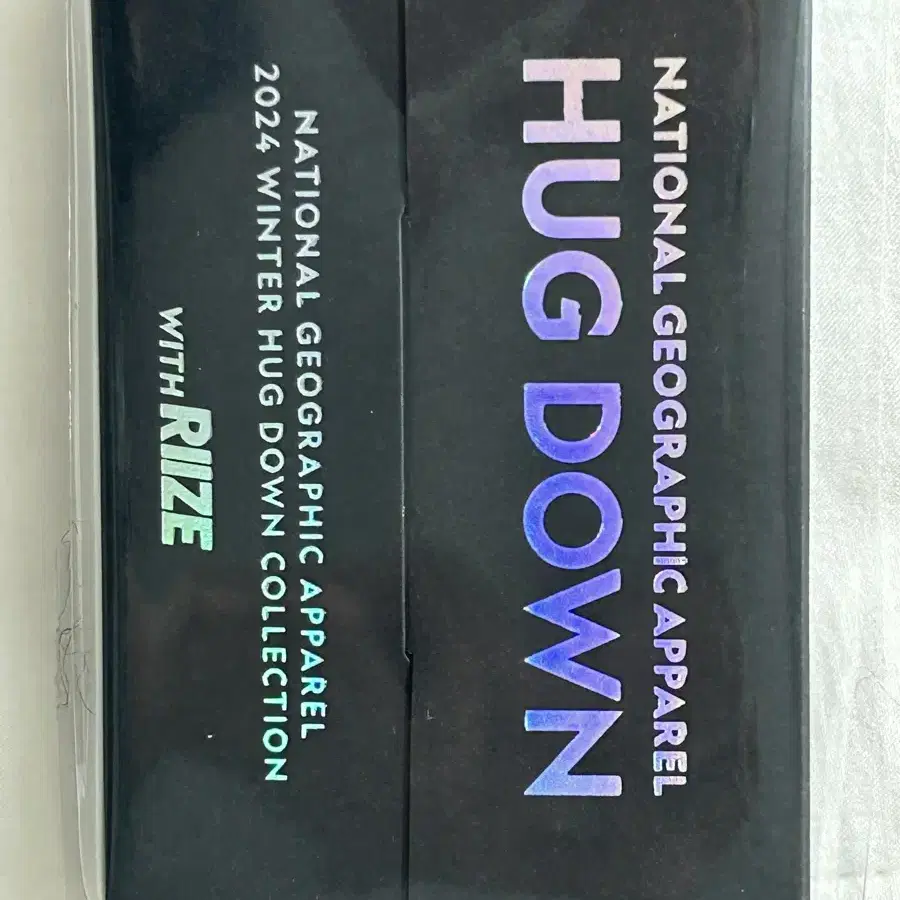 NATIONAL GEOGRAPHIC APPAREL
HUG DOWN
NATIONAL GEOGRAPHIC APPAREL
2024 WINTER HUG DOWN COLLECTION
WITH RIIZE